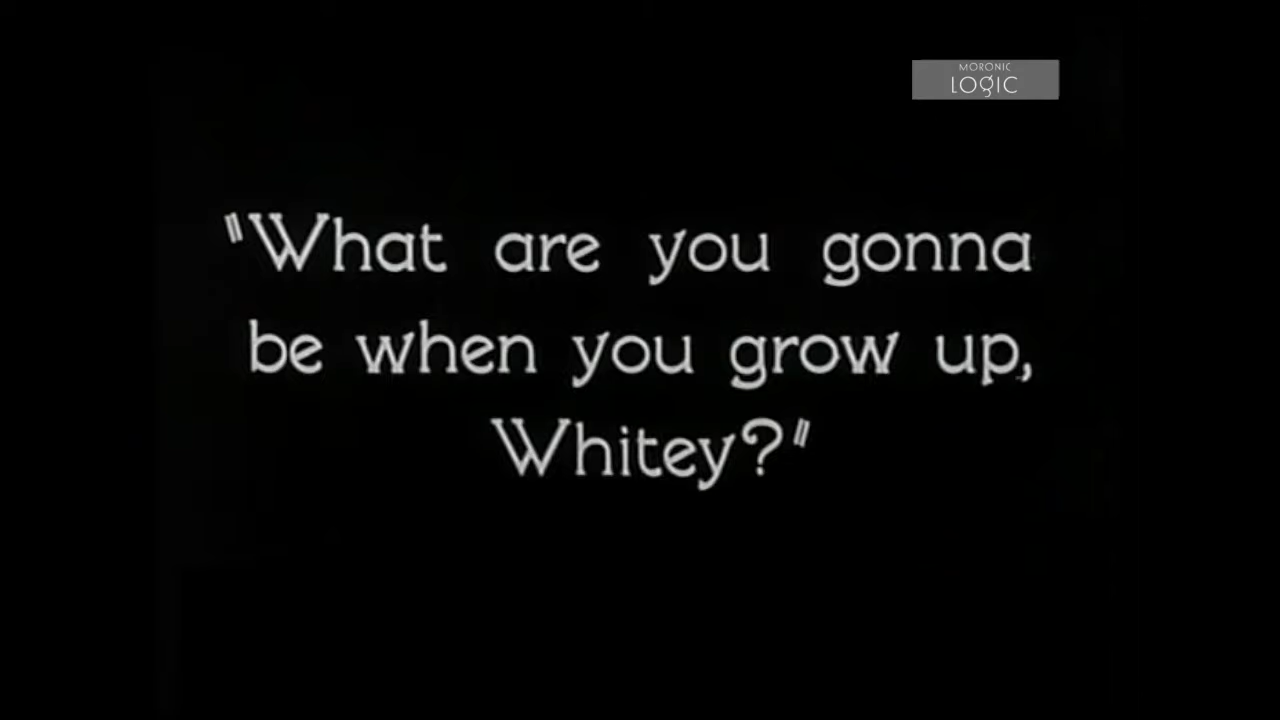 MORONIC
LOGIC
"What are you gonna
be when you grow up,
Whitey?"